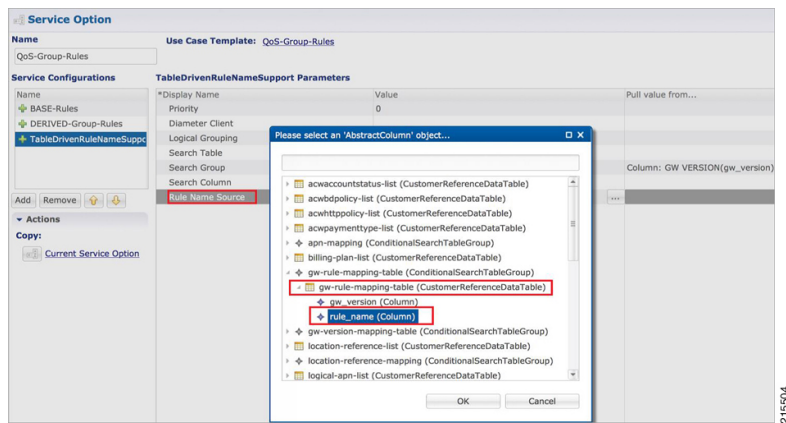 Service Option
Name
Use Case Template: QoS-Group-Rules
QoS-Group-Rules
Service Configurations
TableDrivenRuleNameSupport Parameters
Name
BASE-Rules
DERIVED-Group-Rules
TableDrivenRuleNameSuppc
*Display Name
Value
Pull value from...
Priority
0
Diameter Client
Logical Grouping
Search Table
Search Group
Column: GW VERSION(gw_version)
Search Column
Rule Name Source
...
Add
Remove
Actions
Copy:
Current Service Option
Please select an 'AbstractColumn' object...
acwaccountstatus-list (CustomerReferenceDataTable)
acwbdpolicy-list (CustomerReferenceDataTable)
acwhttppolicy-list (CustomerReferenceDataTable)
acwpaymenttype-list (CustomerReferenceDataTable)
apn-mapping (ConditionalSearchTableGroup)
billing-plan-list (CustomerReferenceDataTable)
gw-rule-mapping-table (ConditionalSearchTableGroup)
gw-rule-mapping-table (CustomerReferenceDataTable)
gw_version (Column)
rule_name (Column)
gw-version-mapping-table (ConditionalSearchTableGroup)
location-reference-list (CustomerReferenceDataTable)
location-reference-mapping (ConditionalSearchTableGroup)
logical-apn-list (CustomerReferenceDataTable)
OK
Cancel
215504